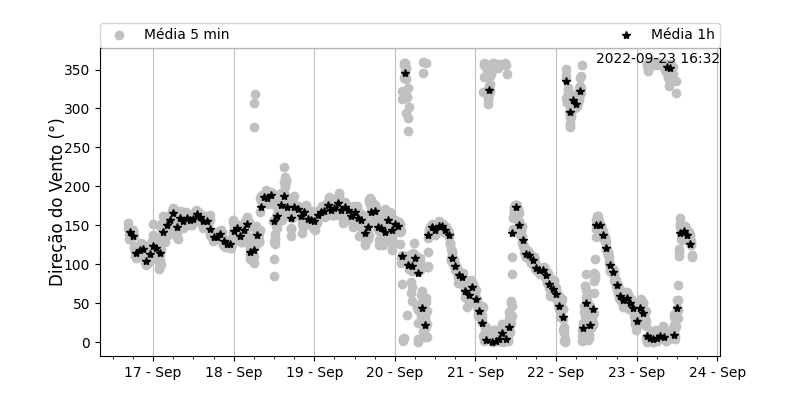 Média 5 min
Média 1h
2022-09-23 16:32
Direção do Vento (°)
350
300
250
200
150
100
50
0
17 - Sep
18 - Sep
19 - Sep
20 - Sep
21 - Sep
22 - Sep
23 - Sep
24 - Sep